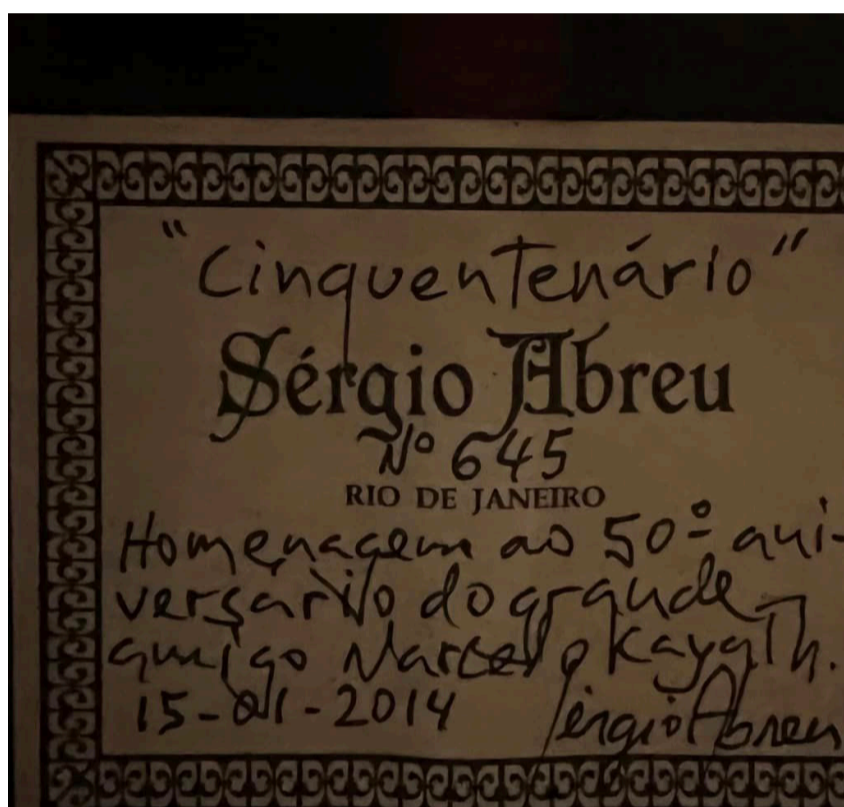 "Cinquentenário"
Sérgio Abreu
Nº 645
RIO DE JANEIRO
Homenagem ao 50º ani-
versário do grande
amigo Marcelo Kayath.
15-01-2014 Sérgio Abreu